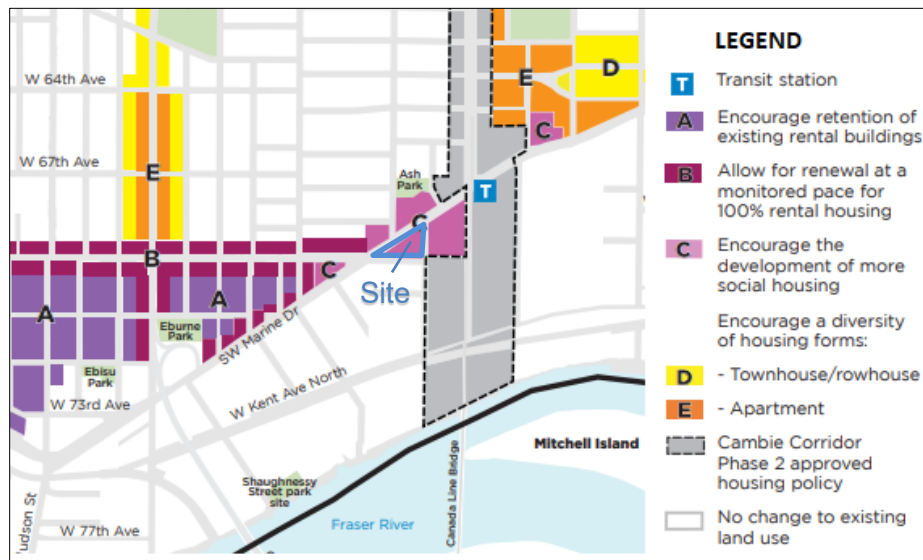 W 64th Ave
W 67th Ave
E
B
A
A
C
Eburne
Park
Ebisu
Park
W 73rd Ave
SW Marine Dr
W Kent Ave North
Shaughnessy
Street park
site
W 77th Ave
Hudson St
Fraser River
Canada Line Bridge
Mitchell Island
Ash
Park
C
Site
T
C
E
D
LEGEND
T Transit station
A Encourage retention of
existing rental buildings
B Allow for renewal at a
monitored pace for
100% rental housing
C Encourage the
development of more
social housing
Encourage a diversity
of housing forms:
D - Townhouse/rowhouse
E - Apartment
Cambie Corridor
Phase 2 approved
housing policy
No change to existing
land use